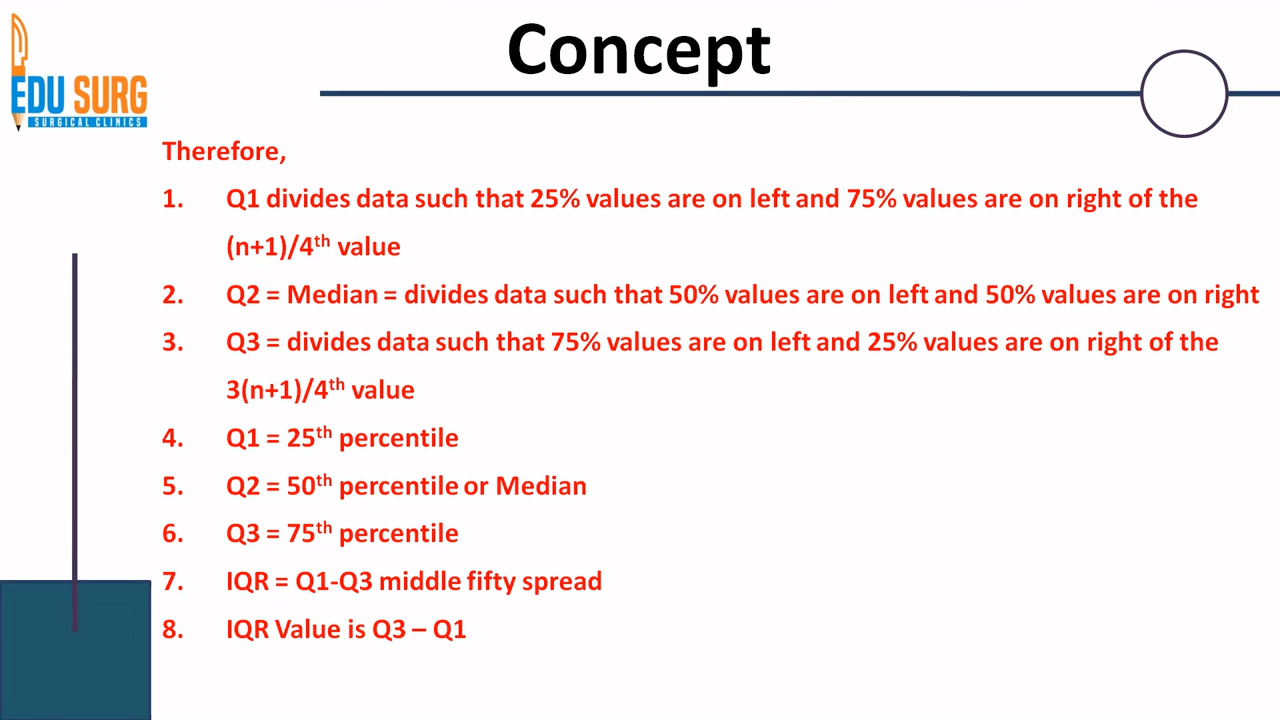 Concept
EDU SURG
SURGICAL CLINICS
Therefore,
1. Q1 divides data such that 25% values are on left and 75% values are on right of the
(n+1)/4th value
2. Q2 = Median = divides data such that 50% values are on left and 50% values are on right
3. Q3 = divides data such that 75% values are on left and 25% values are on right of the
3(n+1)/4th value
4. Q1 = 25th percentile
5. Q2 = 50th percentile or Median
6. Q3 = 75th percentile
7. IQR = Q1-Q3 middle fifty spread
8. IQR Value is Q3 – Q1